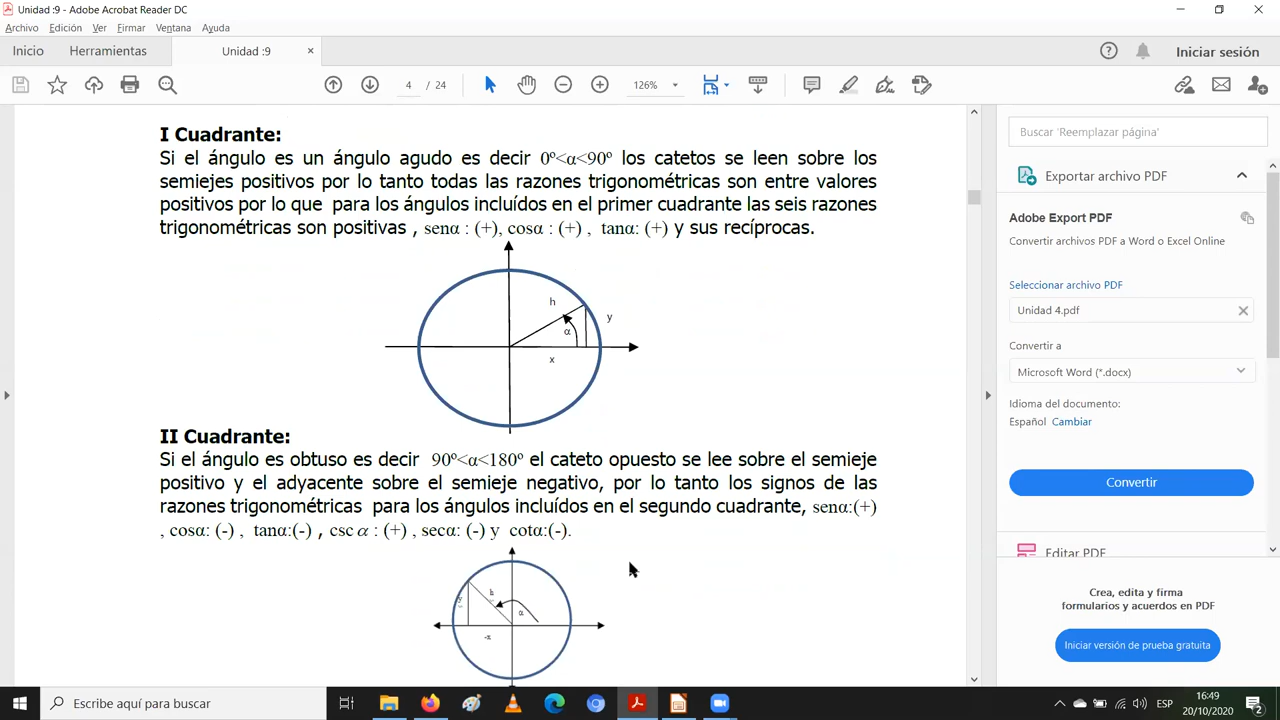 Unidad :9 - Adobe Acrobat Reader DC
Archivo Edición Ver Firmar Ventana Ayuda
Inicio Herramientas Unidad :9 × Iniciar sesión
4 / 24 126%
I Cuadrante:
Si el ángulo es un ángulo agudo es decir 0º<α<90º los catetos se leen sobre los
semiejes positivos por lo tanto todas las razones trigonométricas son entre valores
positivos por lo que para los ángulos incluídos en el primer cuadrante las seis razones
trigonométricas son positivas , senα : (+), cosα : (+) , tanα: (+) y sus recíprocas.
h
y
α
x
II Cuadrante:
Si el ángulo es obtuso es decir 90º<α<180º el cateto opuesto se lee sobre el semieje
positivo y el adyacente sobre el semieje negativo, por lo tanto los signos de las
razones trigonométricas para los ángulos incluídos en el segundo cuadrante, senα:(+)
, cosα: (-) , tanα:(-) , csc α : (+) , secα: (-) y cotα:(-).
h
α
-x
Buscar 'Reemplazar página'
Exportar archivo PDF
Adobe Export PDF
Convertir archivos PDF a Word o Excel Online
Seleccionar archivo PDF
Unidad 4.pdf
Convertir a
Microsoft Word (*.docx)
Idioma del documento:
Español Cambiar
Convertir
Editar PDF
Crea, edita y firma
formularios y acuerdos en PDF
Iniciar versión de prueba gratuita
Escribe aquí para buscar
ESP
16:49
20/10/2020
2